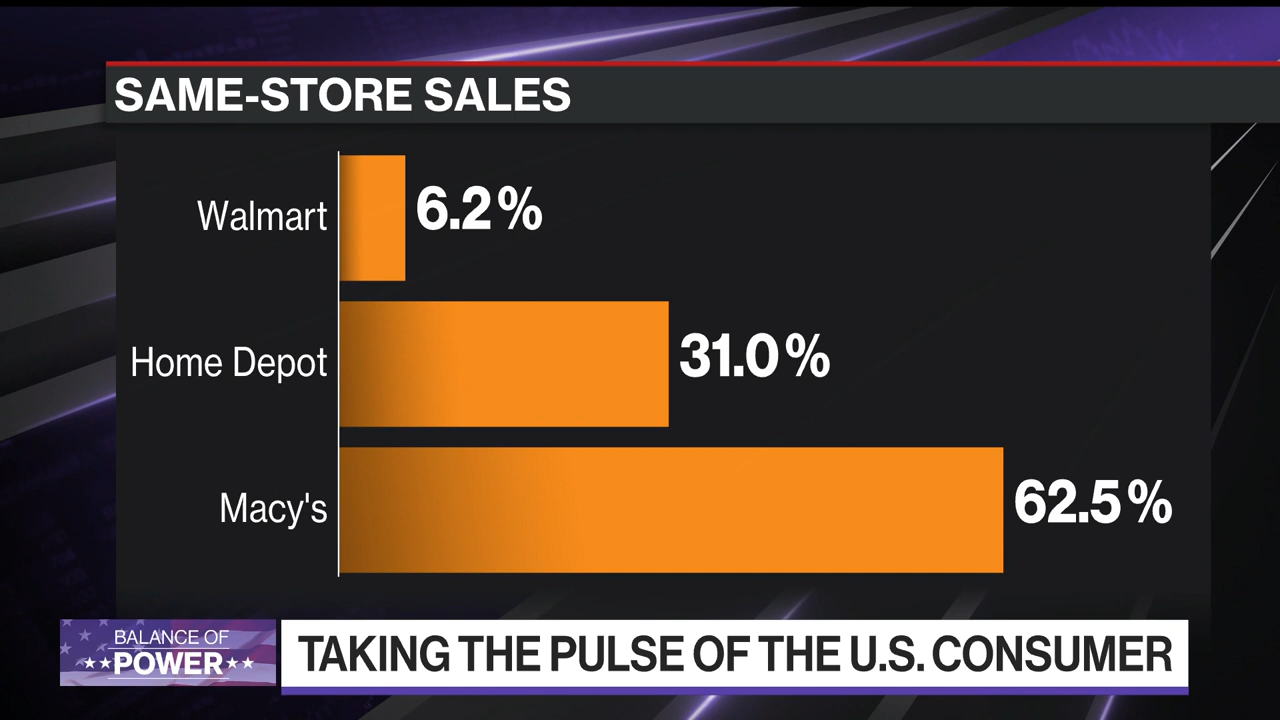 SAME-STORE SALES
Walmart 6.2%
Home Depot 31.0%
Macy's 62.5%
BALANCE OF
POWER
TAKING THE PULSE OF THE U.S. CONSUMER